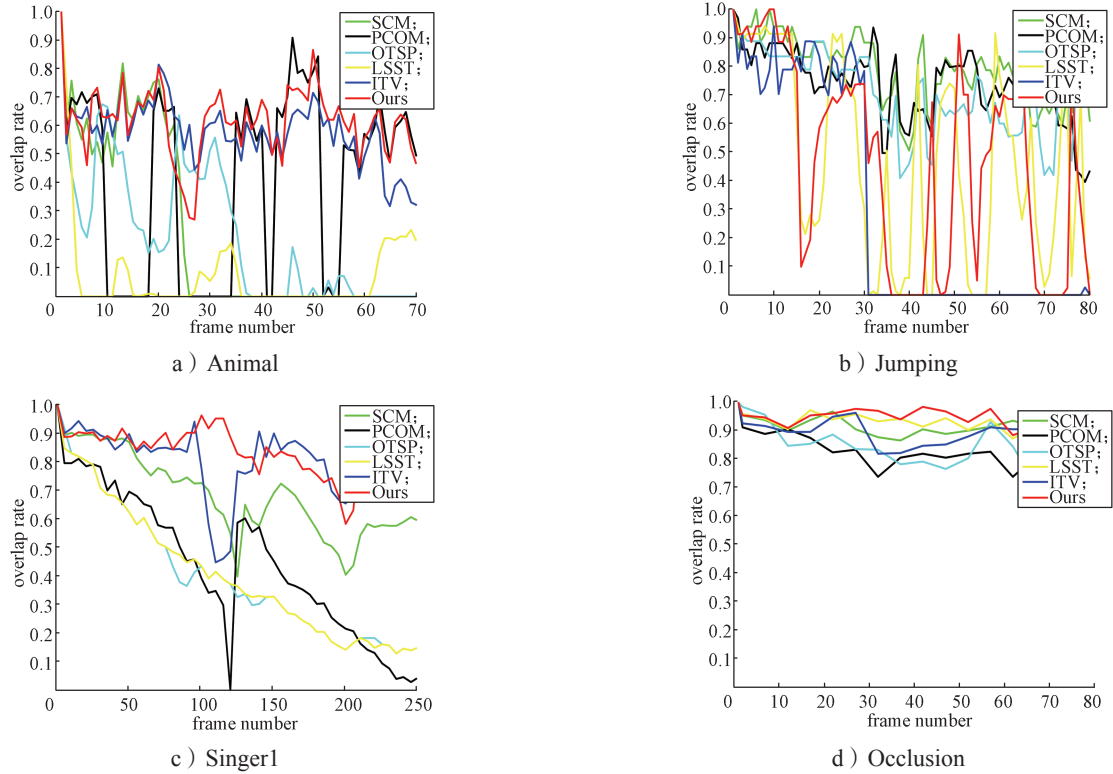 1.0
0.9
0.8
0.7
0.6
0.5
0.4
0.3
0.2
0.1
overlap rate
0 10 20 30 40 50 60 70
frame number
SCM；
PCOM；
OTSP；
LSST；
ITV；
Ours
a）Animal
1.0
0.9
0.8
0.7
0.6
0.5
0.4
0.3
0.2
0.1
overlap rate
0 10 20 30 40 50 60 70 80
frame number
SCM；
PCOM；
OTSP；
LSST；
ITV；
Ours
b）Jumping
1.0
0.9
0.8
0.7
0.6
0.5
0.4
0.3
0.2
0.1
overlap rate
0 50 100 150 200 250
frame number
SCM；
PCOM；
OTSP；
LSST；
ITV；
Ours
c）Singer1
1.0
0.9
0.8
0.7
0.6
0.5
0.4
0.3
0.2
0.1
overlap rate
0 10 20 30 40 50 60 70 80
frame number
SCM；
PCOM；
OTSP；
LSST；
ITV；
Ours
d）Occlusion